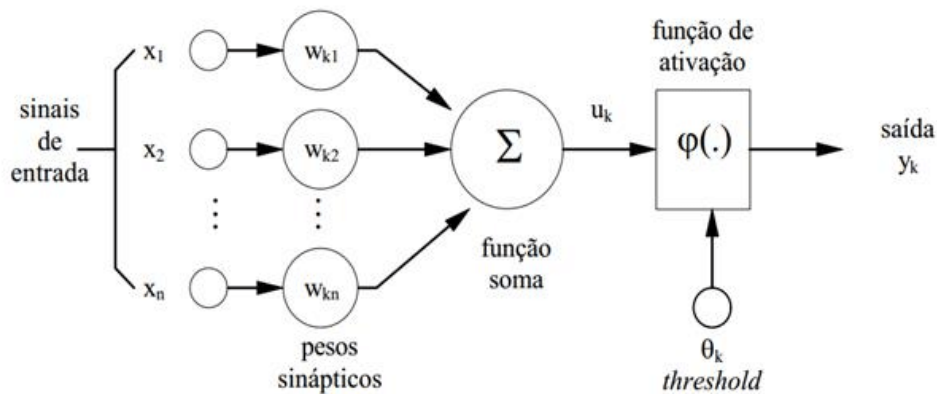 sinais
de
entrada
x1
x2
xn
wk1
wk2
wkn
pesos
sinápticos
Σ
função
soma
uk
função de
ativação
φ(.)
θk
threshold
saída
yk